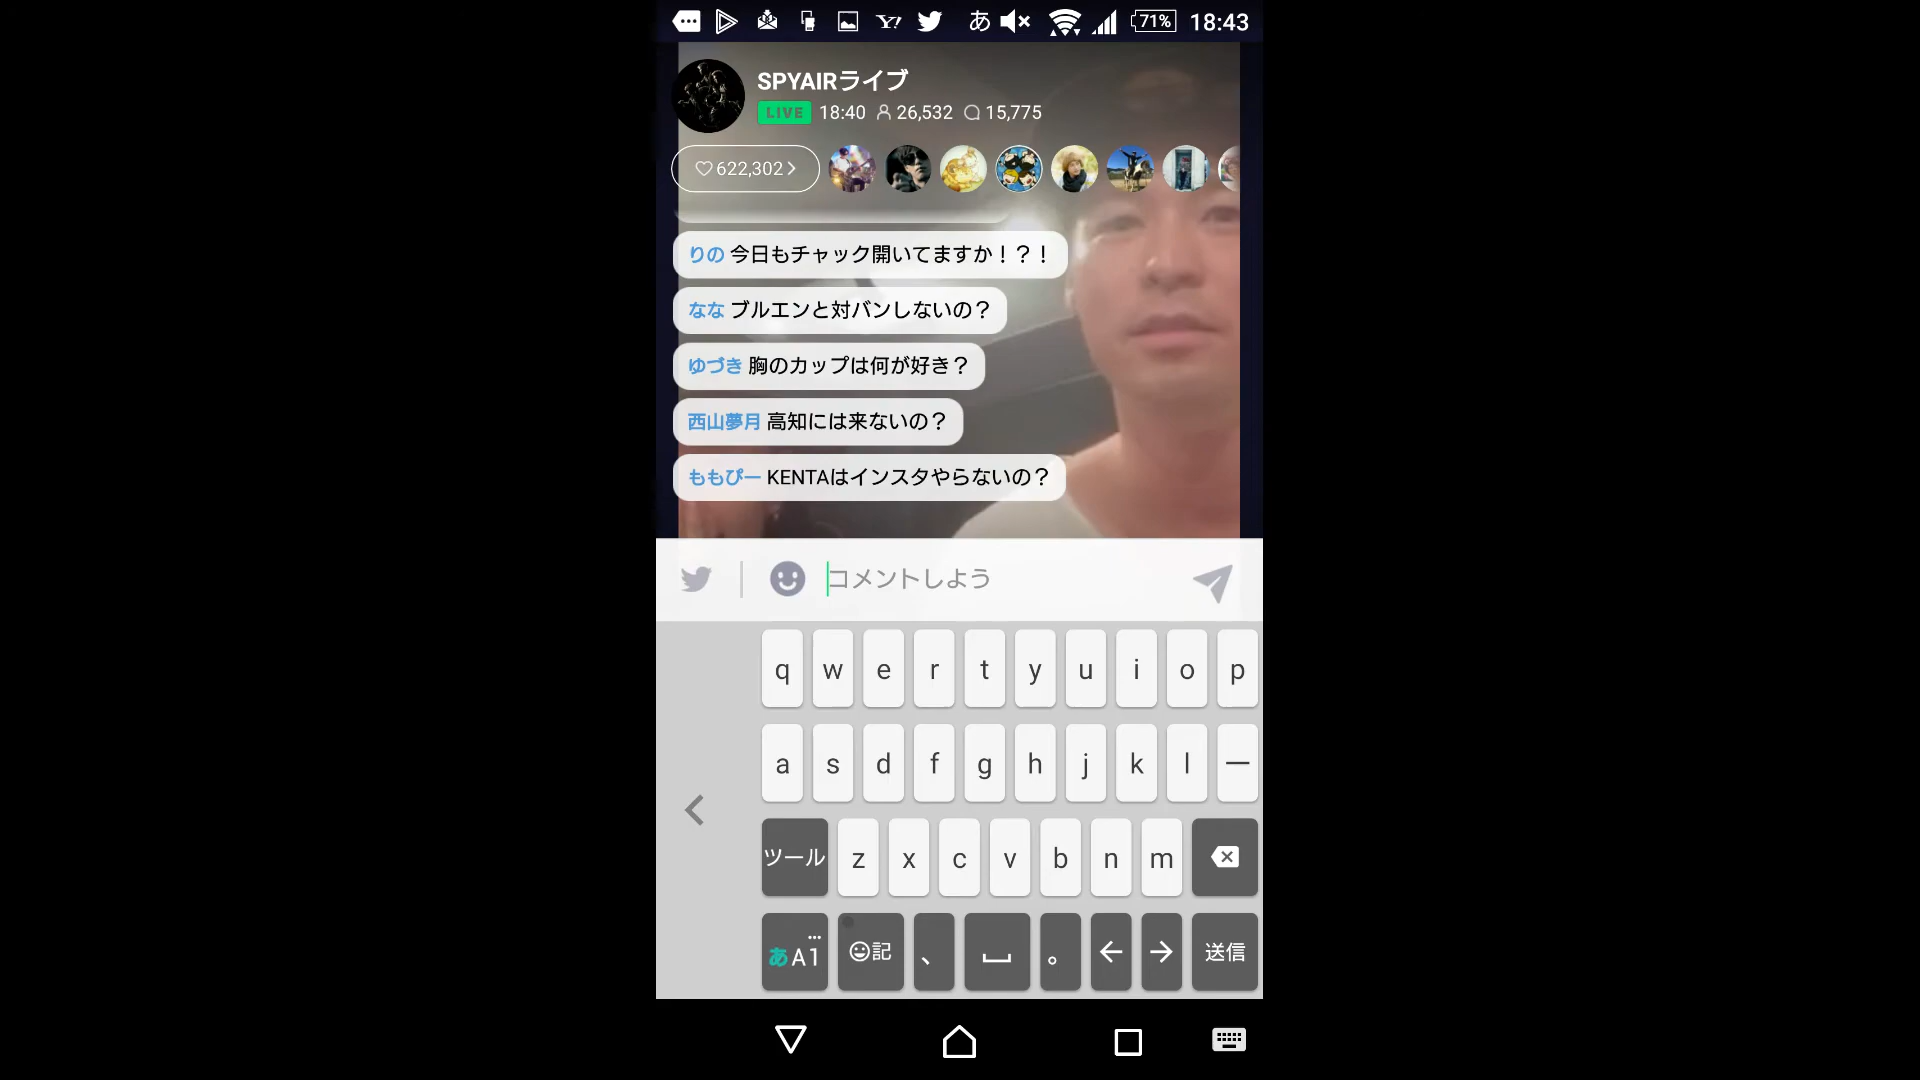 あ 71% 18:43
SPYAIRライブ
LIVE 18:40 26,532 15,775
622,302
りの 今日もチャック開いてますか！？！
なな ブルエンと対バンしないの？
ゆづき 胸のカップは何が好き？
西山夢月 高知には来ないの？
ももぴー KENTAはインスタやらないの？
コメントしよう
q w e r t y u i o p
a s d f g h j k l ー
ツール z x c v b n m
あA1 記 、 。 送信